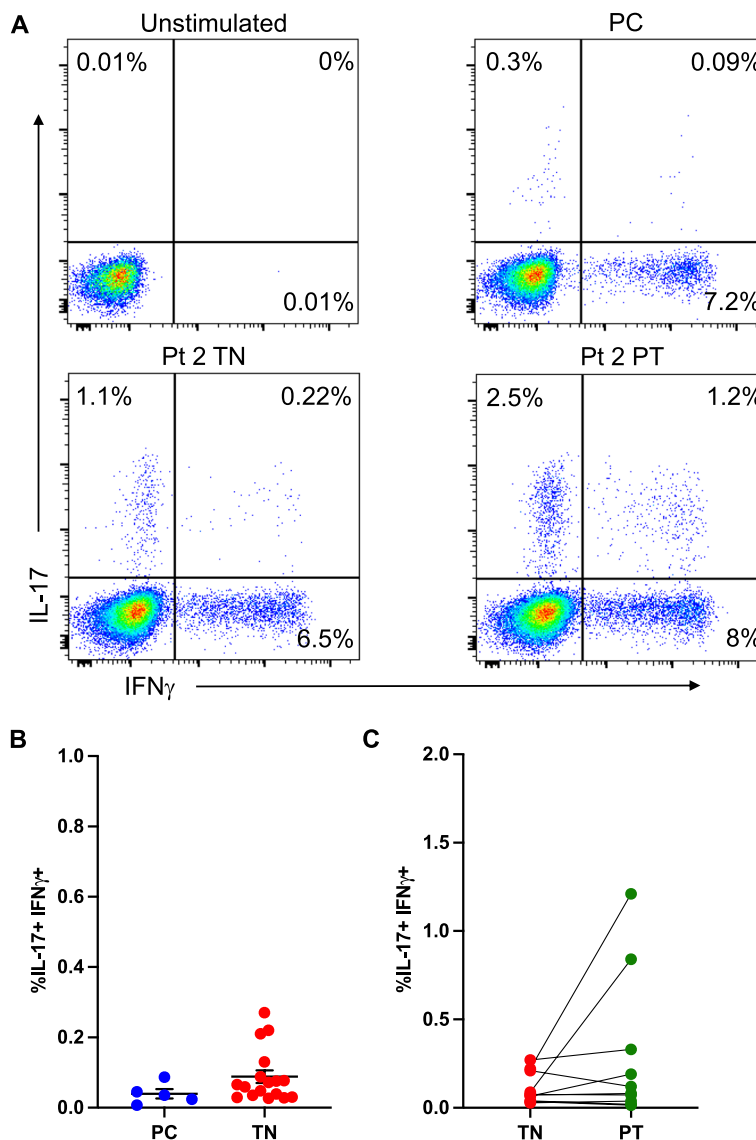 A
Unstimulated
PC
0.01%
0%
0.3%
0.09%
0.01%
7.2%
Pt 2 TN
Pt 2 PT
1.1%
0.22%
2.5%
1.2%
6.5%
8%
IL-17
IFNγ
B
C
%IL-17+ IFNγ+
1.0
0.8
0.6
0.4
0.2
0.0
PC
TN
%IL-17+ IFNγ+
2.0
1.5
1.0
0.5
0.0
TN
PT